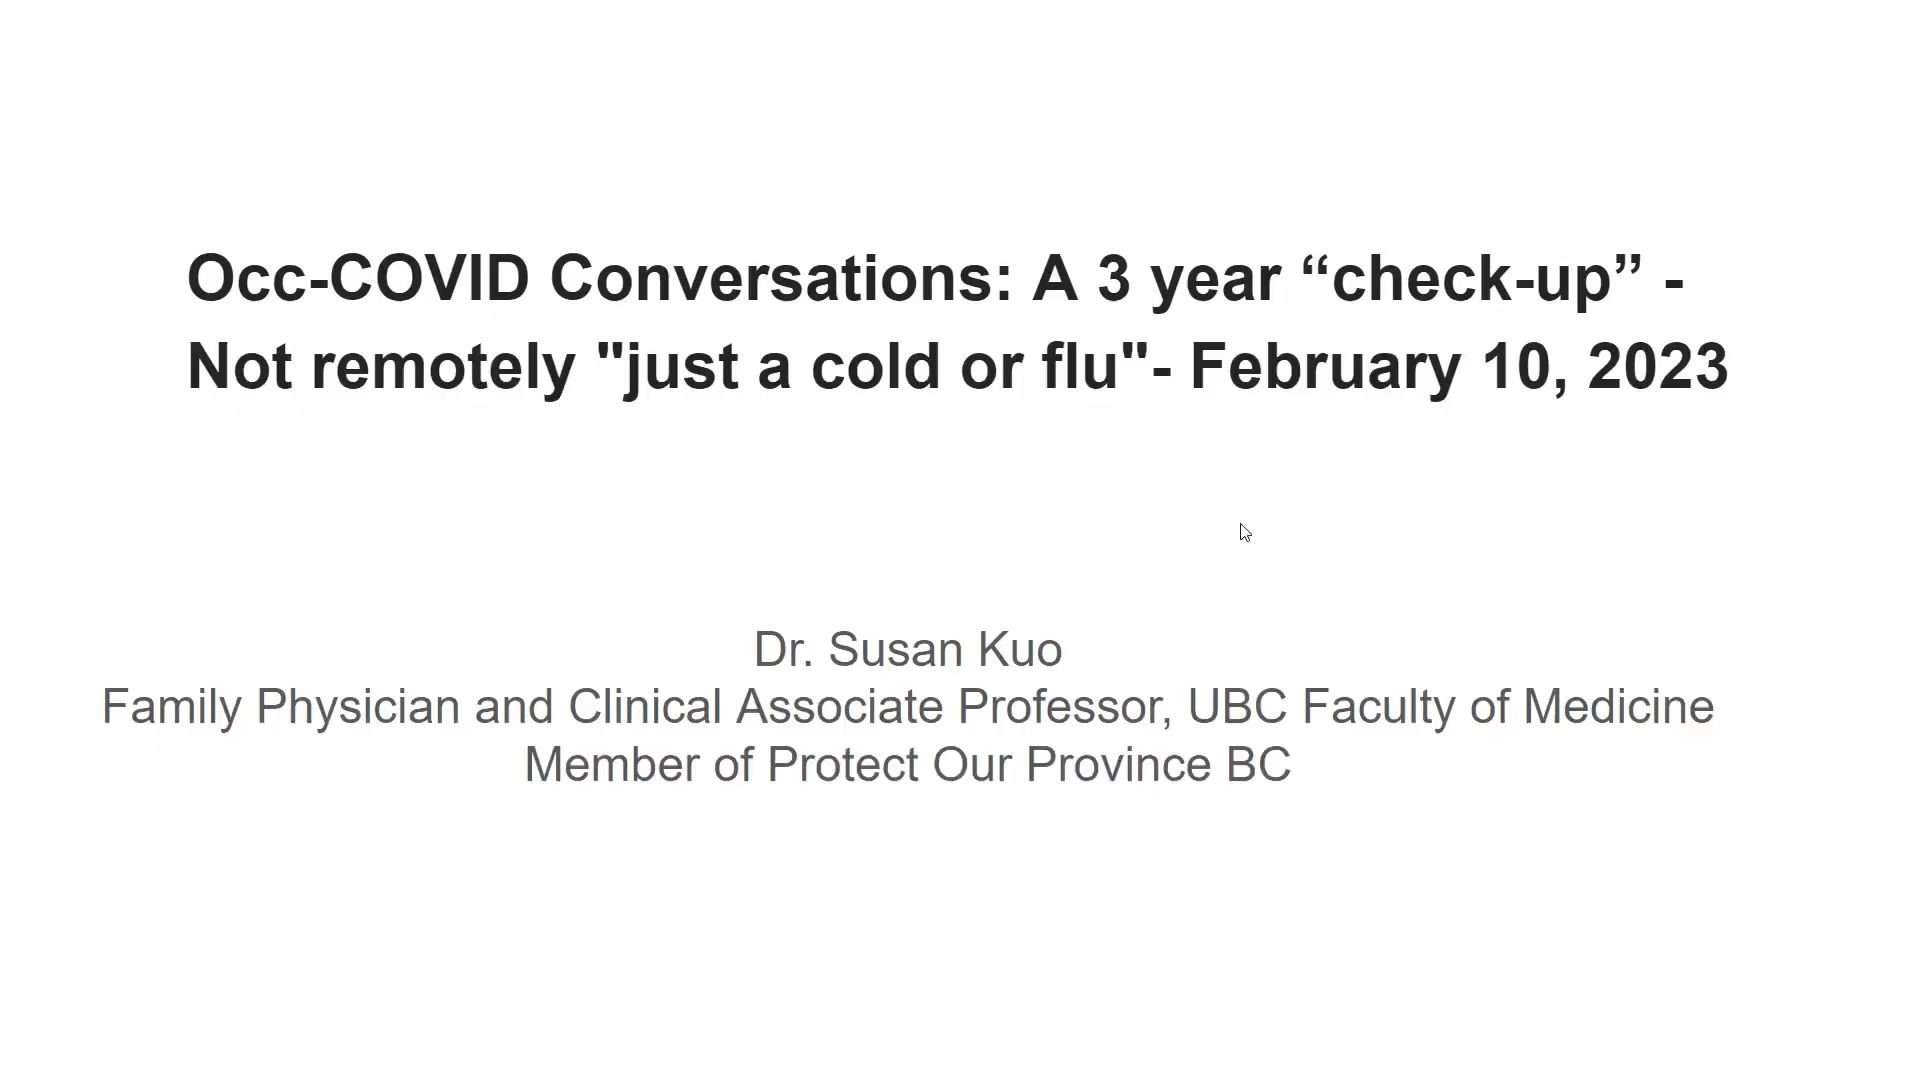 Occ-COVID Conversations: A 3 year “check-up” -
Not remotely "just a cold or flu"- February 10, 2023
Dr. Susan Kuo
Family Physician and Clinical Associate Professor, UBC Faculty of Medicine
Member of Protect Our Province BC